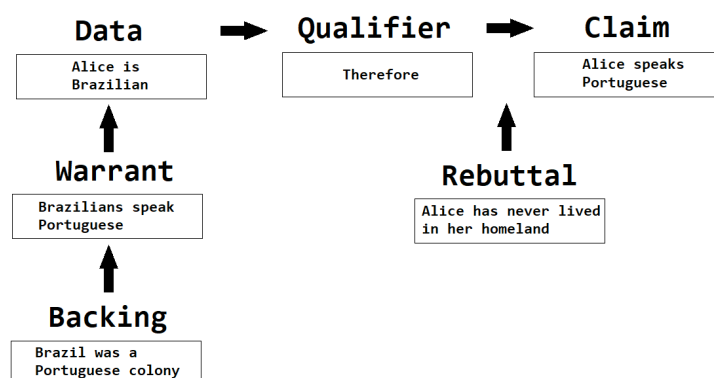 Data
Qualifier
Claim
Alice is
Brazilian
Therefore
Alice speaks
Portuguese
Warrant
Rebuttal
Brazilians speak
Portuguese
Alice has never lived
in her homeland
Backing
Brazil was a
Portuguese colony